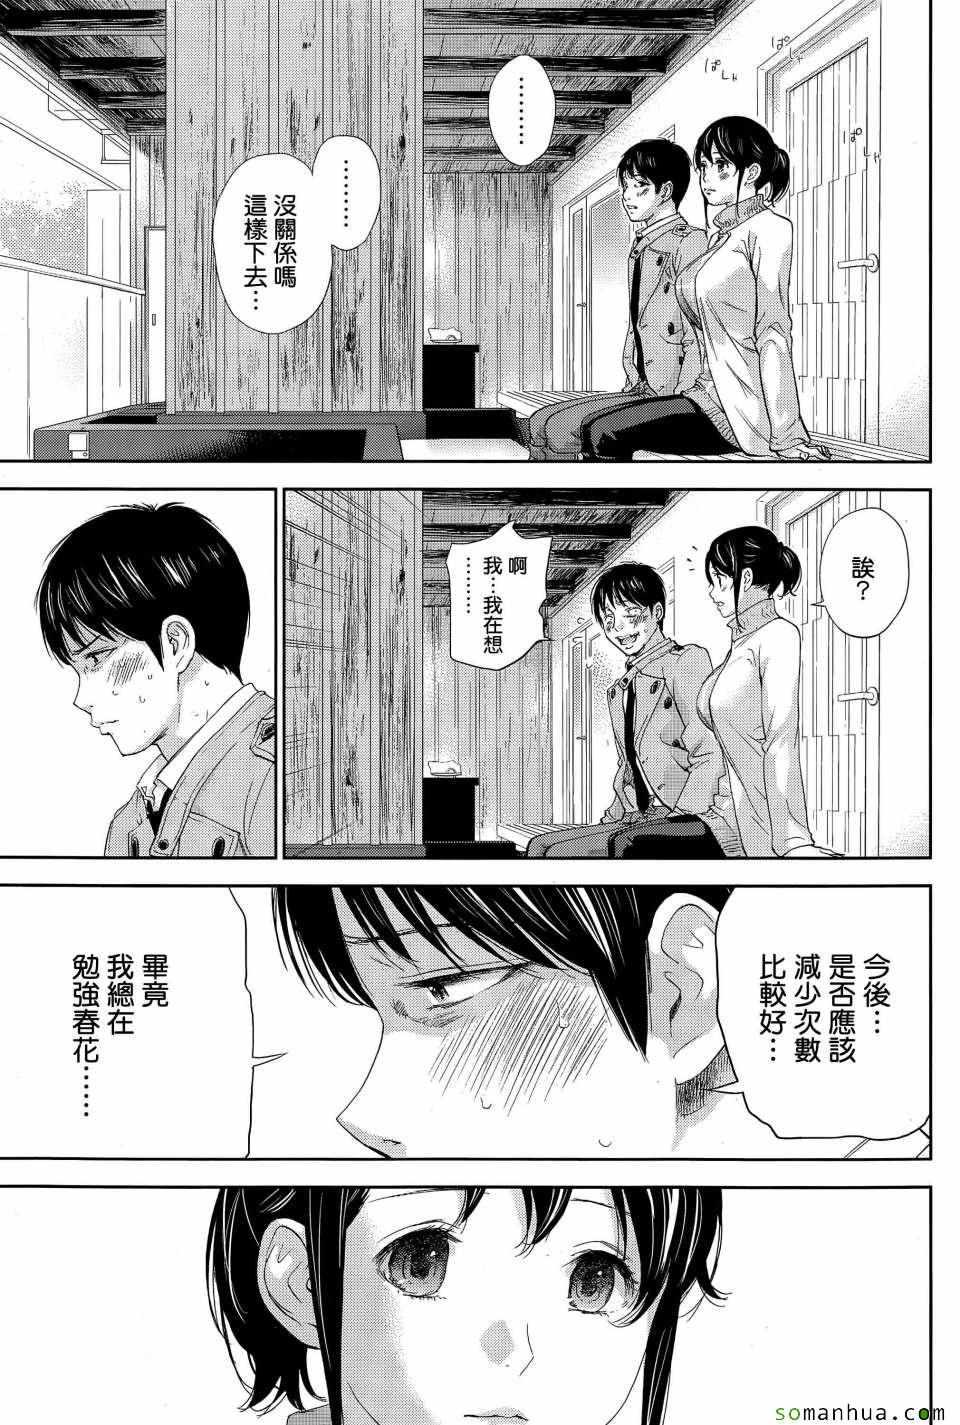 ………
ぱしゃ
ぱしゃ
ぱしゃ
………
沒關係嗎
這樣下去…
誒？
啊
我…我在想
………
今後…
是否應該
減少次數
比較好…
畢竟
我總在
勉強春花……
somanhua.com